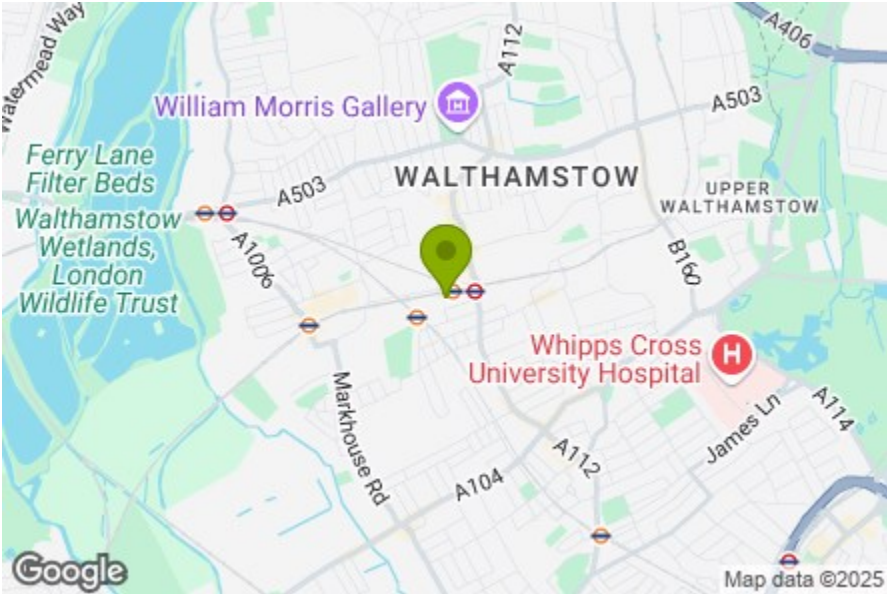 Watermead Way
A112
A406
William Morris Gallery
A503
Ferry Lane
Filter Beds
WALTHAMSTOW
A503
UPPER
WALTHAMSTOW
Walthamstow
Wetlands,
London
Wildlife Trust
A1006
B160
Whipps Cross
University Hospital
H
Markhouse Rd
James Ln
A114
A112
A104
Google
Map data ©2025